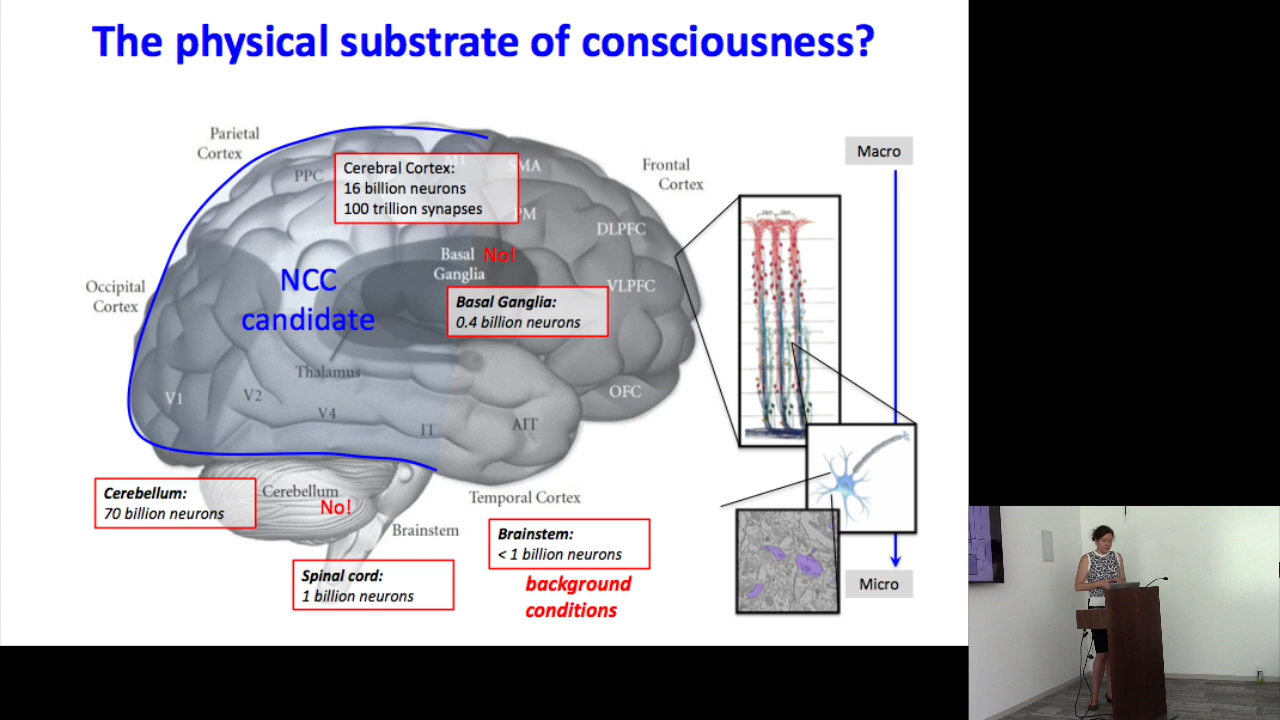 The physical substrate of consciousness?
Parietal
Cortex
PPC
Cerebral Cortex:
16 billion neurons
100 trillion synapses
M1
SMA
PM
Frontal
Cortex
DLPFC
Macro
Occipital
Cortex
NCC
candidate
Basal
Ganglia
No!
VLPFC
Basal Ganglia:
0.4 billion neurons
Thalamus
V1
V2
V4
IT
AIT
OFC
Cerebellum:
70 billion neurons
Cerebellum
No!
Temporal Cortex
Brainstem
Brainstem:
< 1 billion neurons
background
conditions
Spinal cord:
1 billion neurons
Micro